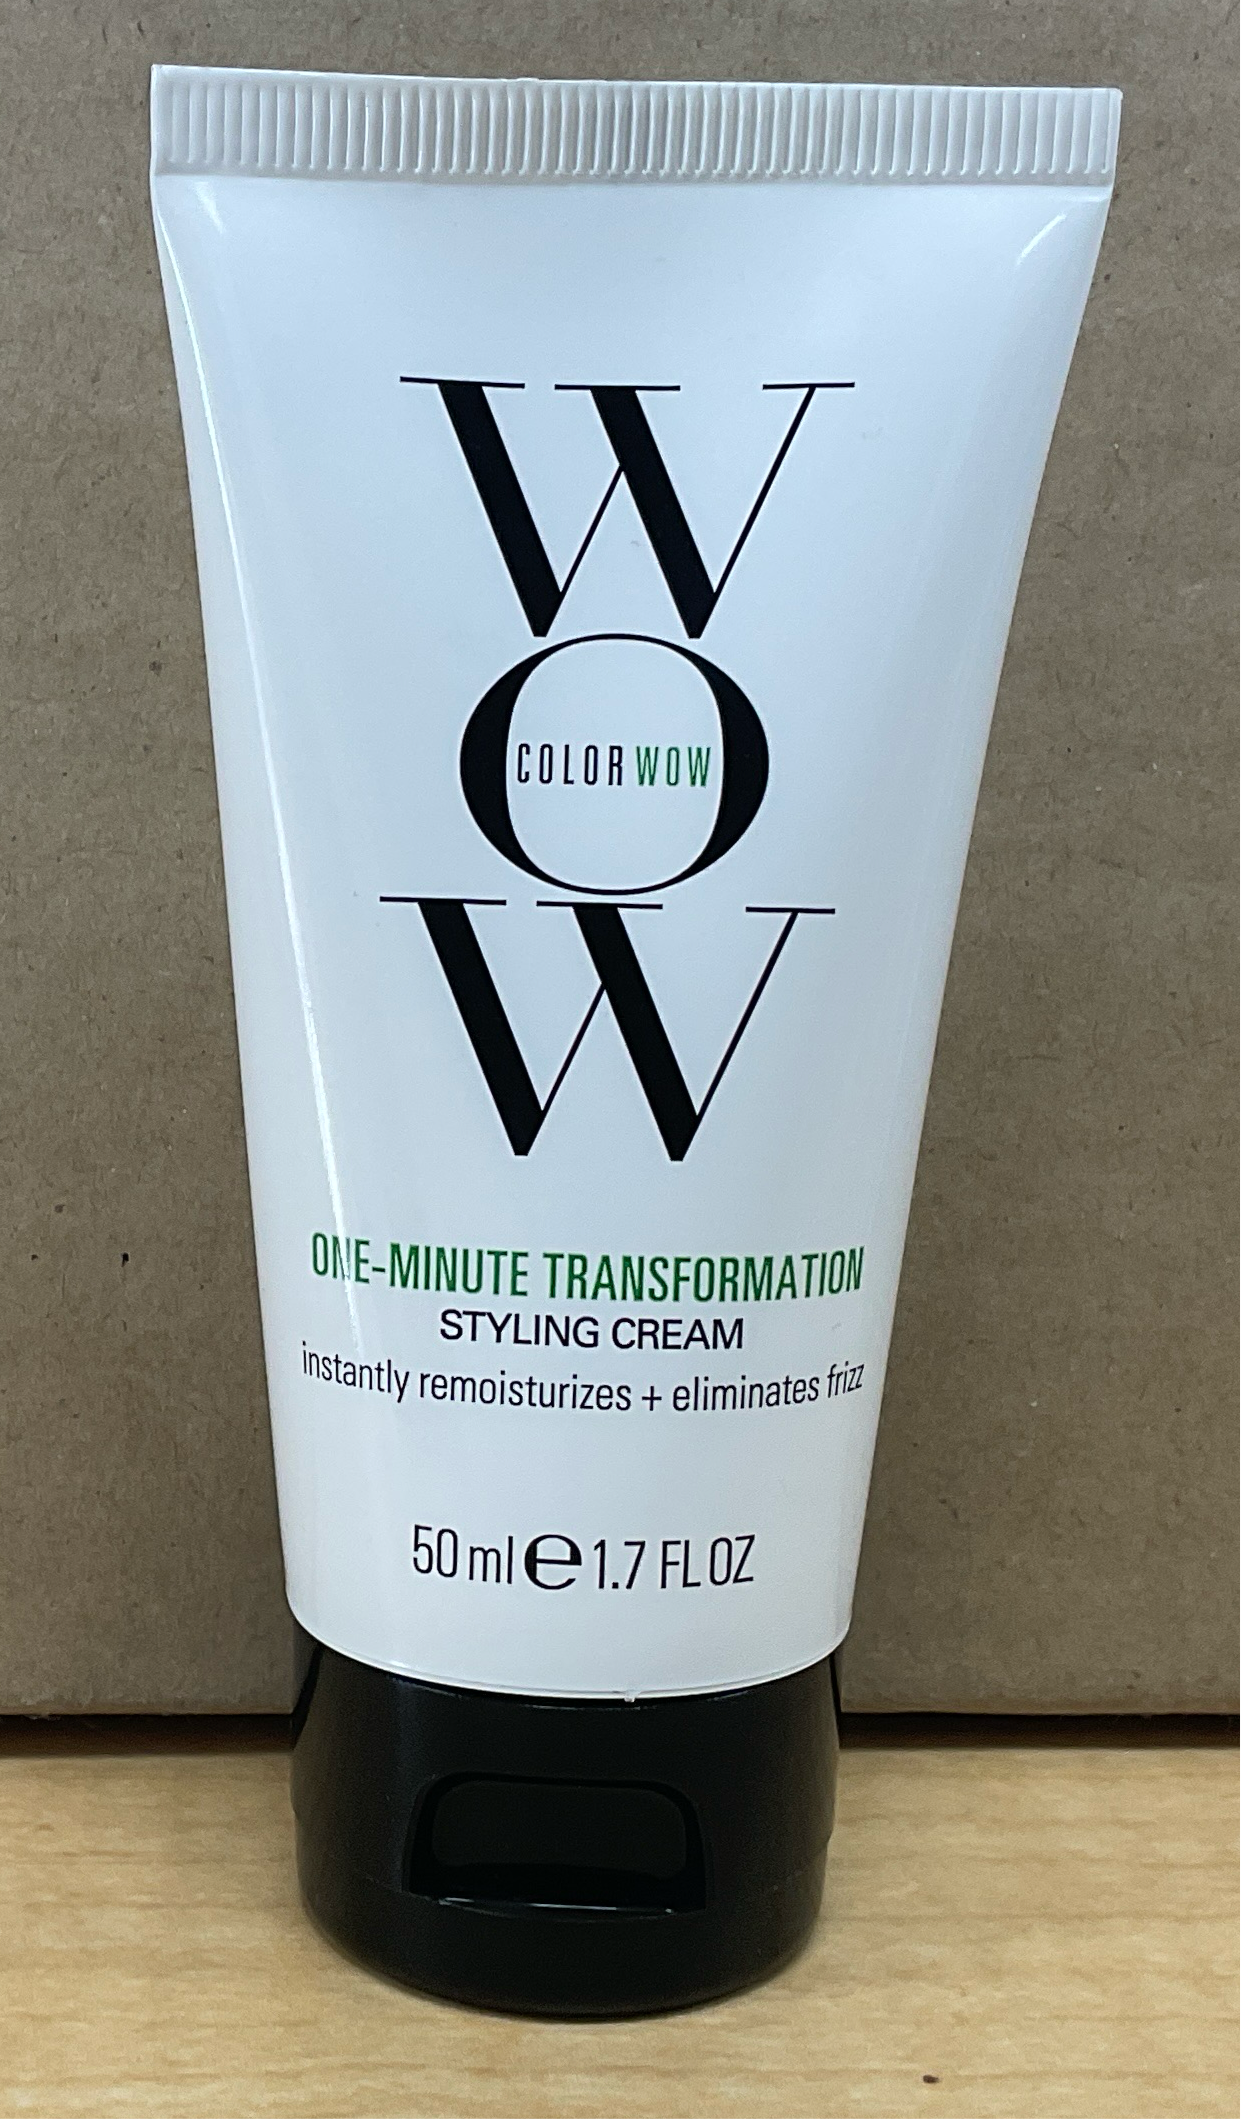 W
O
COLOR WOW
W
ONE-MINUTE TRANSFORMATION
STYLING CREAM
instantly remoisturizes + eliminates frizz
50 ml e 1.7 FL OZ